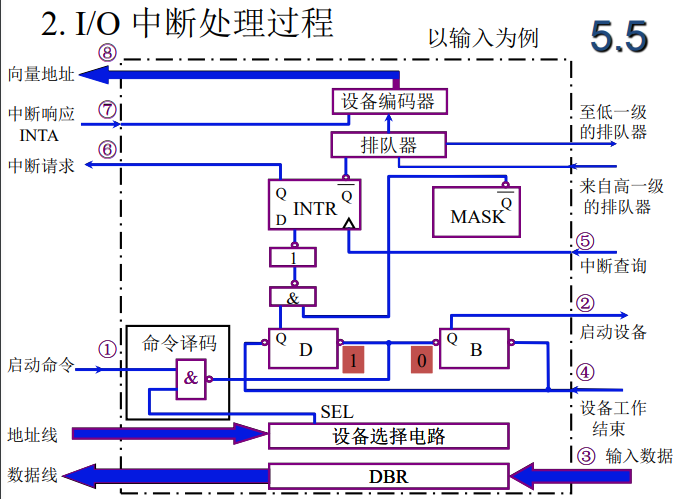 2. I/O 中断处理过程
以输入为例
5.5
⑧
向量地址
设备编码器
中断响应
INTA
⑦
至低一级
的排队器
排队器
⑥
中断请求
来自高一级
的排队器
Q
Q
INTR
D
Q
MASK
⑤
中断查询
1
&
②
启动设备
命令译码
Q
D
1
0
Q
B
①
启动命令
&
④
设备工作
结束
SEL
地址线
设备选择电路
③ 输入数据
数据线
DBR